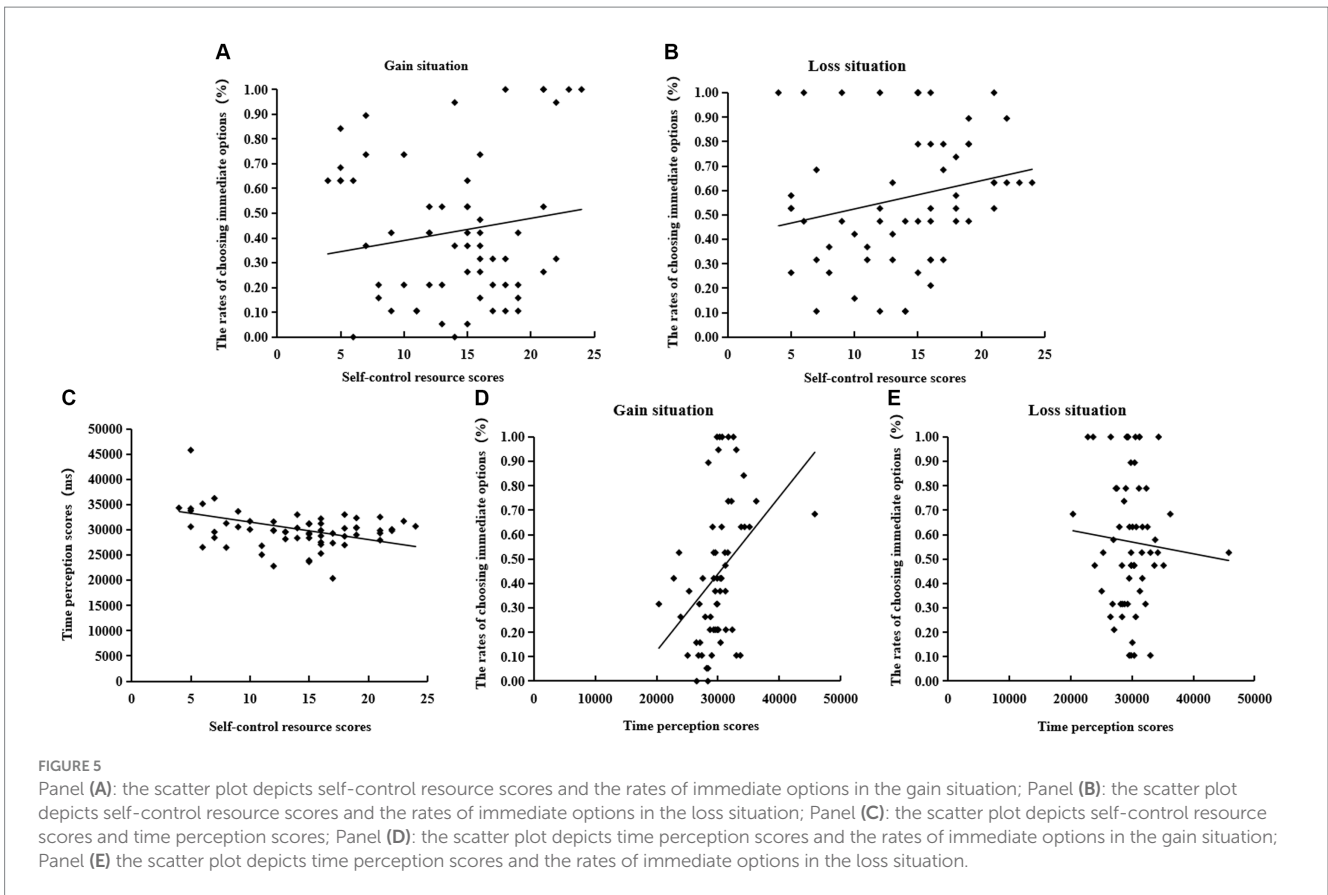 A
Gain situation
The rates of choosing immediate options (%)
1.00
0.90
0.80
0.70
0.60
0.50
0.40
0.30
0.20
0.10
0.00
0 5 10 15 20 25
Self-control resource scores
B
Loss situation
The rates of choosing immediate options (%)
1.00
0.90
0.80
0.70
0.60
0.50
0.40
0.30
0.20
0.10
0.00
0 5 10 15 20 25
Self-control resource scores
C
Time perception scores (ms)
50000
45000
40000
35000
30000
25000
20000
15000
10000
5000
0
0 5 10 15 20 25
Self-control resource scores
D
Gain situation
The rates of choosing immediate options (%)
1.00
0.90
0.80
0.70
0.60
0.50
0.40
0.30
0.20
0.10
0.00
0 10000 20000 30000 40000 50000
Time perception scores
E
Loss situation
The rates of choosing immediate options (%)
1.00
0.90
0.80
0.70
0.60
0.50
0.40
0.30
0.20
0.10
0.00
0 10000 20000 30000 40000 50000
Time perception scores
FIGURE 5
Panel (A): the scatter plot depicts self-control resource scores and the rates of immediate options in the gain situation; Panel (B): the scatter plot
depicts self-control resource scores and the rates of immediate options in the loss situation; Panel (C): the scatter plot depicts self-control resource
scores and time perception scores; Panel (D): the scatter plot depicts time perception scores and the rates of immediate options in the gain situation;
Panel (E) the scatter plot depicts time perception scores and the rates of immediate options in the loss situation.